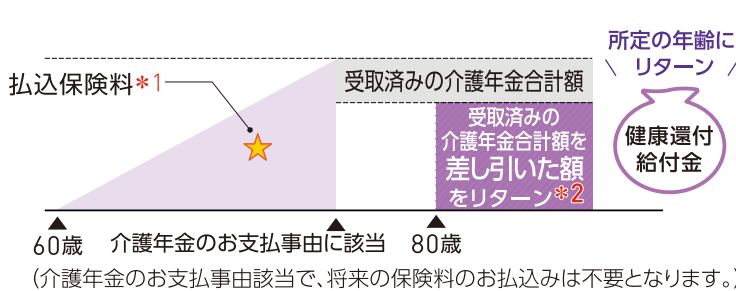 所定の年齢に
リターン
払込保険料*1
受取済みの介護年金合計額
受取済みの
介護年金合計額を
差し引いた額
をリターン*2
健康還付
給付金
60歳
介護年金のお支払事由に該当
80歳
(介護年金のお支払事由該当で、将来の保険料のお払込みは不要となります。)